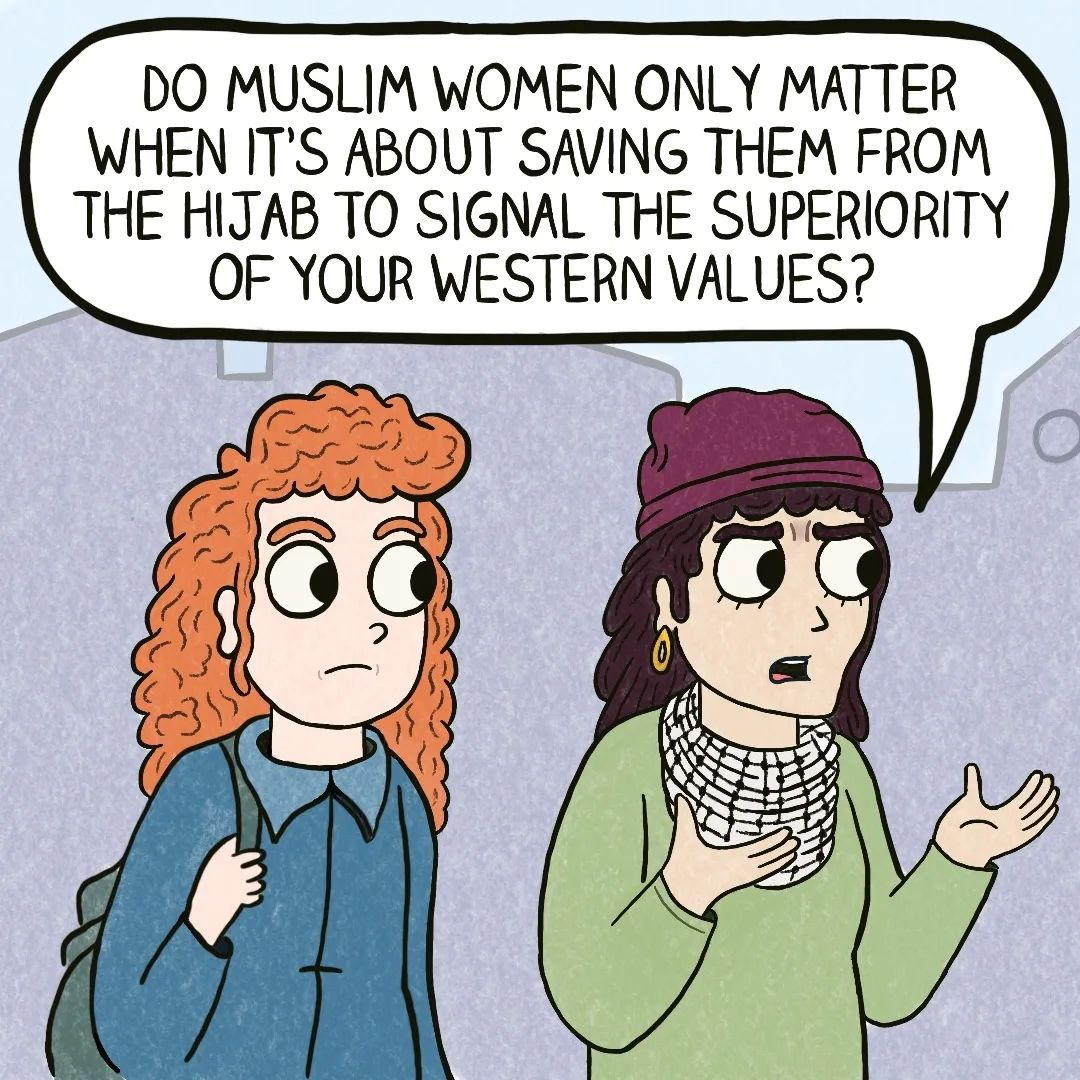 DO MUSLIM WOMEN ONLY MATTER
WHEN IT'S ABOUT SAVING THEM FROM
THE HIJAB TO SIGNAL THE SUPERIORITY
OF YOUR WESTERN VALUES?